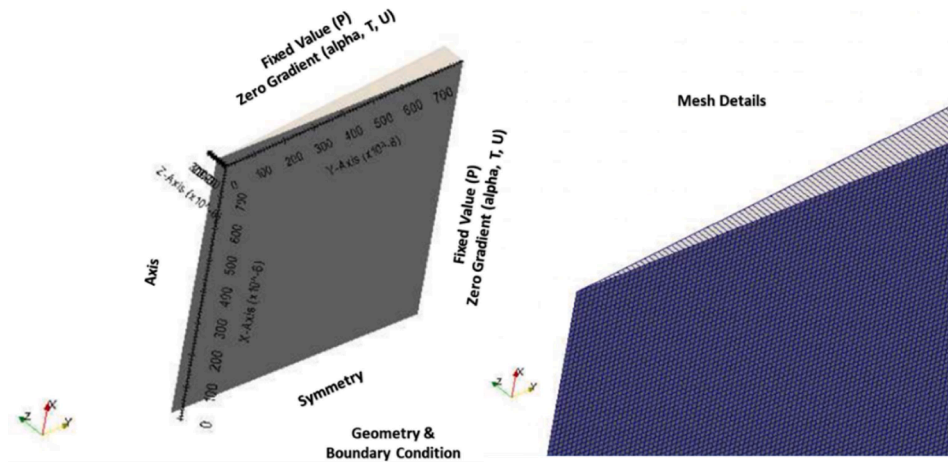 Fixed Value (P)
Zero Gradient (alpha, T, U)
Mesh Details
0 100 200 300 400 500 600 700
Y-Axis (x10^-6)
Z-Axis (x10^-6)
700
600
500
400
300
200
100
0
X-Axis (x10^-6)
Fixed Value (P)
Zero Gradient (alpha, T, U)
Axis
Symmetry
Z X Y
Z X Y
Geometry &
Boundary Condition